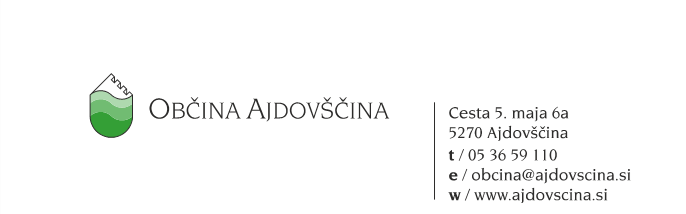 OBČINA AJDOVŠČINA
Cesta 5. maja 6a
5270 Ajdovščina
t / 05 36 59 110
e / obcina@ajdovscina.si
w / www.ajdovscina.si